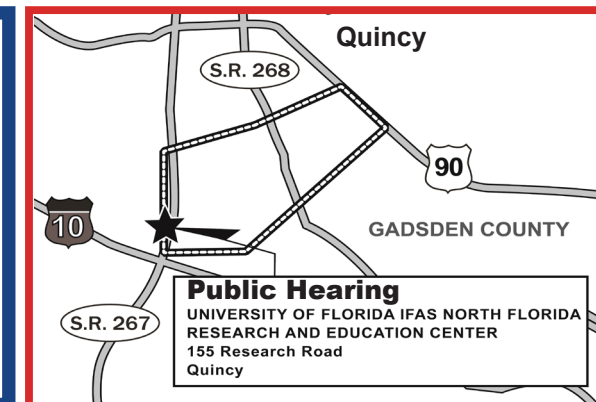 Quincy
S.R. 268
90
10
GADSDEN COUNTY
S.R. 267
Public Hearing
UNIVERSITY OF FLORIDA IFAS NORTH FLORIDA
RESEARCH AND EDUCATION CENTER
155 Research Road
Quincy